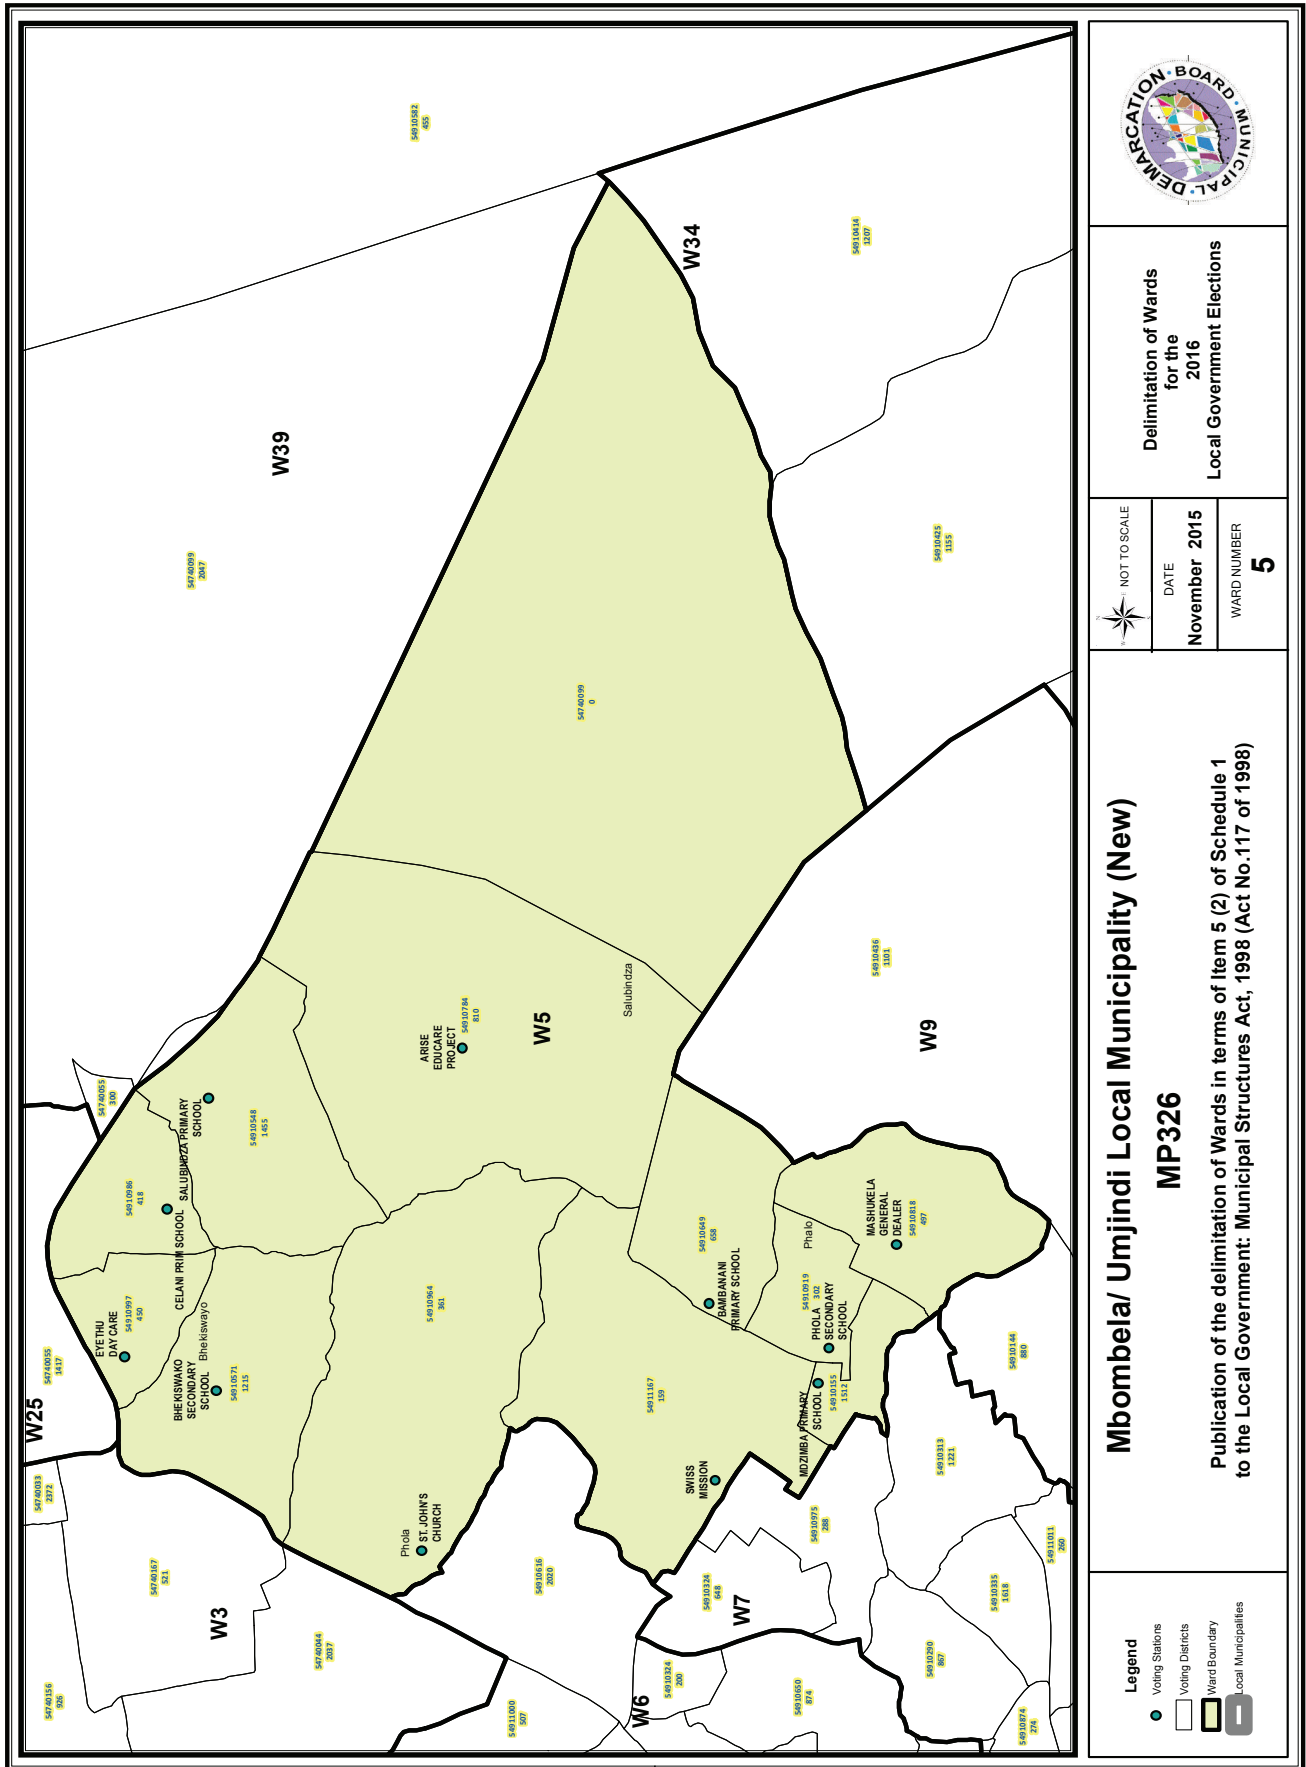 54910582
455
W39
W34
54910414
1207
54740099
2047
54910425
1155
54740099
0
54910436
1101
W9
Salubindza
W5
ARISE
EDUCARE
PROJECT
54910784
810
54740055
300
SALUBINDZA PRIMARY
SCHOOL
54910548
1455
54910986
418
CELANI PRIM SCHOOL
EYETHU
DAY CARE
54910997
450
Bhekiswayo
BHEKISWAKO
SECONDARY
SCHOOL
54910571
1215
54740055
1417
W25
54910964
361
54910649
658
BAMBANANI
PRIMARY SCHOOL
Phalo
MASHUKELA
GENERAL
DEALER
54910818
497
54910919
302
PHOLA
SECONDARY
SCHOOL
54911167
159
MDZIMBA PRIMARY
SCHOOL
54910155
1512
54910144
880
54910313
1221
SWISS
MISSION
54910975
288
Phola
ST. JOHN'S
CHURCH
54740033
2372
54740167
521
W3
54740044
2037
54740156
926
54910616
2020
54910324
648
W7
54910335
1618
54911011
260
54910290
867
54910324
200
W6
54911000
507
54910650
874
54910874
274
Legend
Voting Stations
Voting Districts
Ward Boundary
Local Municipalities
Mbombela/ Umjindi Local Municipality (New)
MP326
Publication of the delimitation of Wards in terms of Item 5 (2) of Schedule 1
to the Local Government: Municipal Structures Act, 1998 (Act No.117 of 1998)
N
W E
S
NOT TO SCALE
DATE
November 2015
WARD NUMBER
5
Delimitation of Wards
for the
2016
Local Government Elections
MUNICIPAL · DEMARCATION · BOARD ·